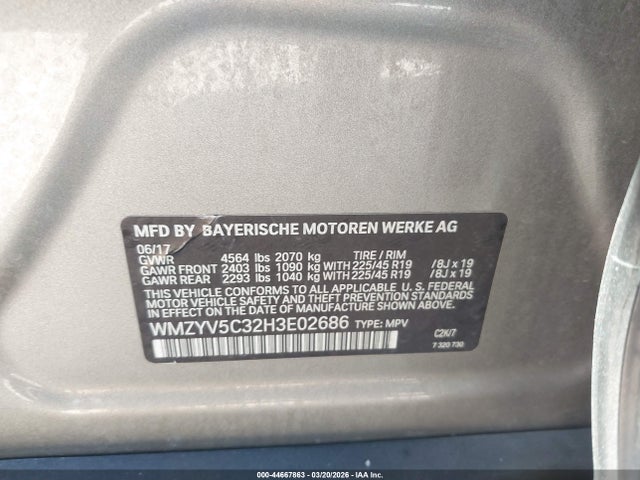 MFD BY BAYERISCHE MOTOREN WERKE AG
06/17
GVWR 4564 lbs 2070 kg TIRE / RIM
GAWR FRONT 2403 lbs 1090 kg WITH 225/45 R19 /8J x 19
GAWR REAR 2293 lbs 1040 kg WITH 225/45 R19 /8J x 19
THIS VEHICLE CONFORMS TO ALL APPLICABLE U. S. FEDERAL
MOTOR VEHICLE SAFETY AND THEFT PREVENTION STANDARDS
IN EFFECT ON THE DATE OF MANUFACTURE SHOWN ABOVE.
WMZYV5C32H3E02686 TYPE: MPV
C2K/7
7 320 730
000-44667863 — 03/20/2026 — IAA Inc.